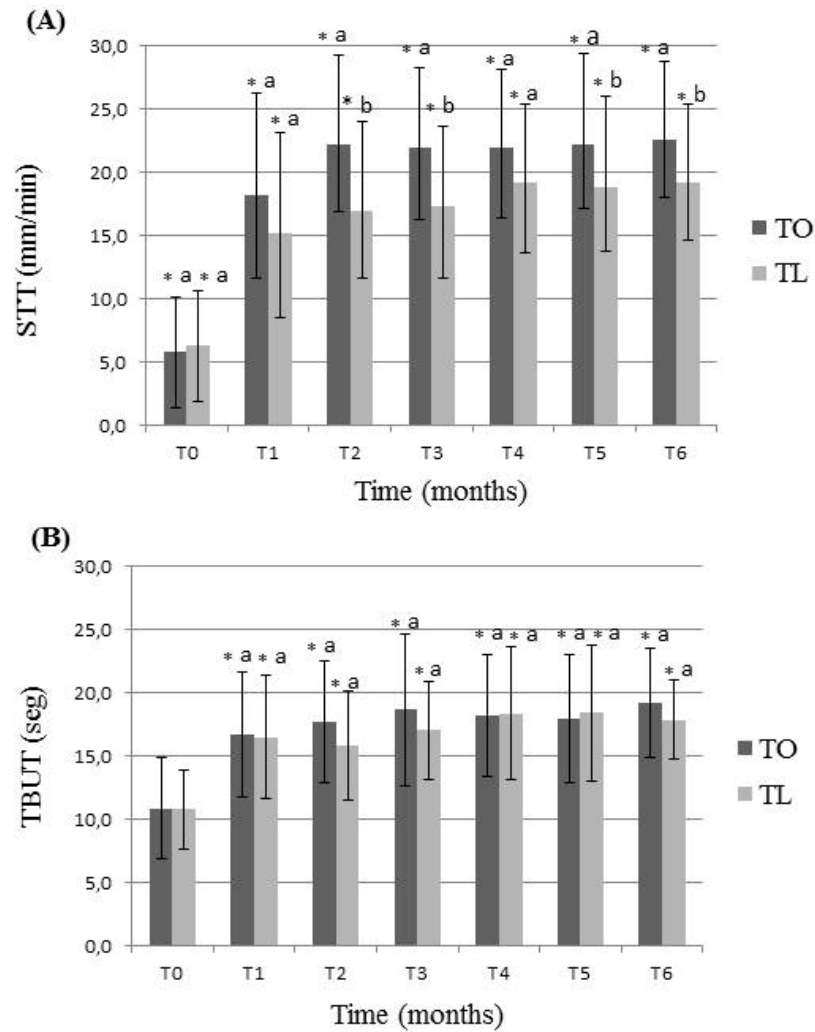 (A)
* a
* a
* a
* a
* a
* a
* a
* b
* b
* a
* b
* b
* a * a
30,0
25,0
20,0
15,0
10,0
5,0
0,0
STT (mm/min)
T0 T1 T2 T3 T4 T5 T6
Time (months)
TO
TL
(B)
* a * a
* a
* a
* a
* a
* a * a
* a * a
* a
* a
30,0
25,0
20,0
15,0
10,0
5,0
0,0
TBUT (seg)
T0 T1 T2 T3 T4 T5 T6
Time (months)
TO
TL